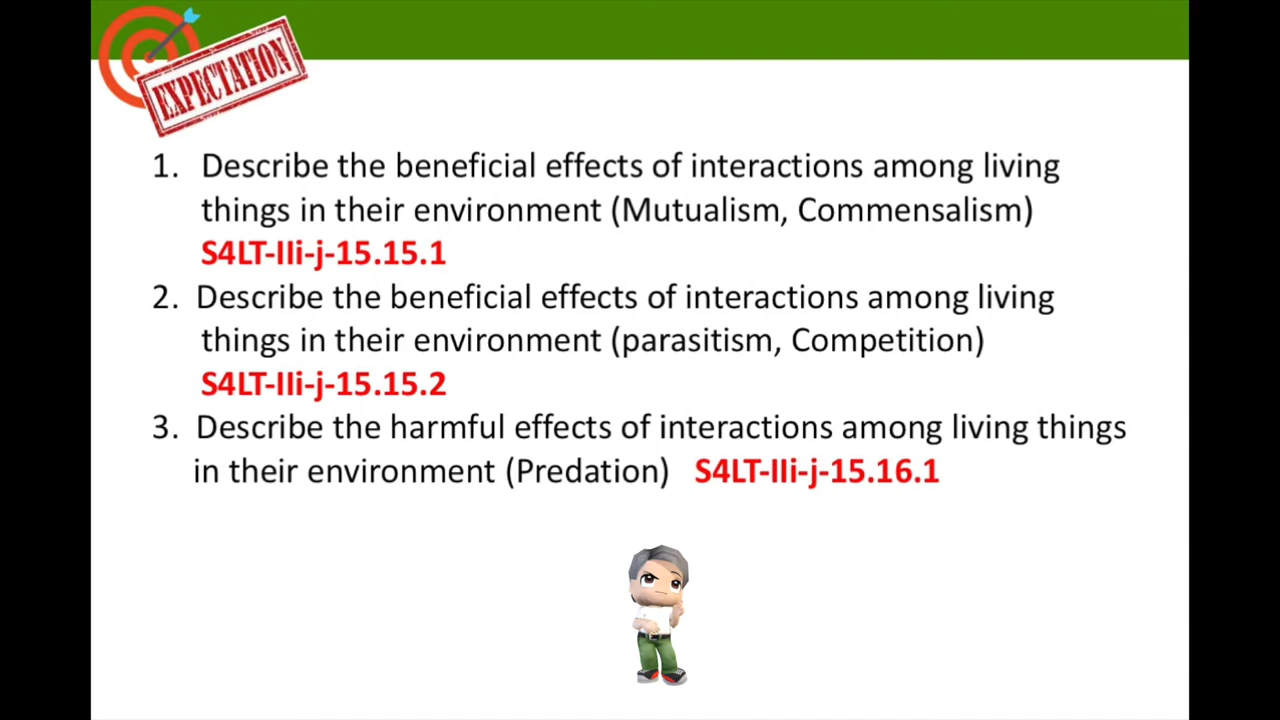 EXPECTATION
1. Describe the beneficial effects of interactions among living
things in their environment (Mutualism, Commensalism)
S4LT-IIi-j-15.15.1
2. Describe the beneficial effects of interactions among living
things in their environment (parasitism, Competition)
S4LT-IIi-j-15.15.2
3. Describe the harmful effects of interactions among living things
in their environment (Predation) S4LT-IIi-j-15.16.1